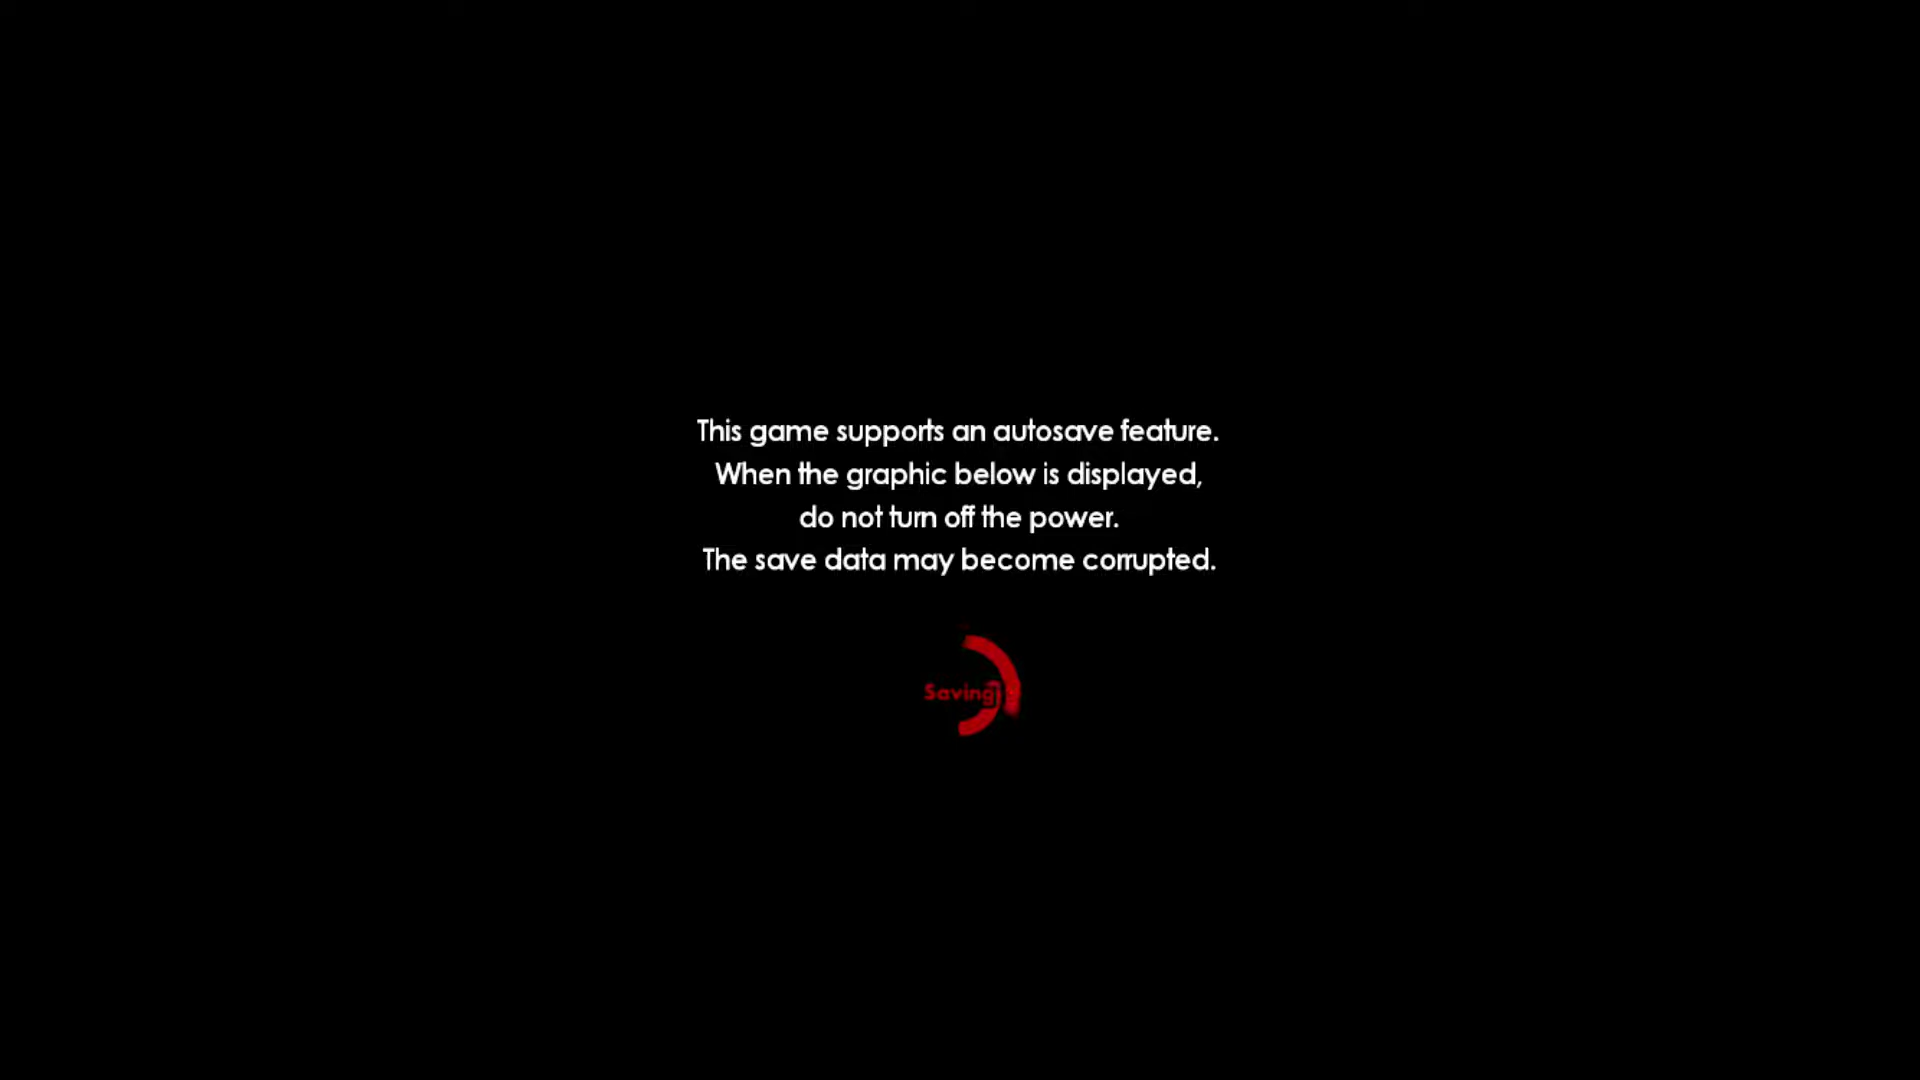 This game supports an autosave feature.
When the graphic below is displayed,
do not turn off the power.
The save data may become corrupted.
Saving